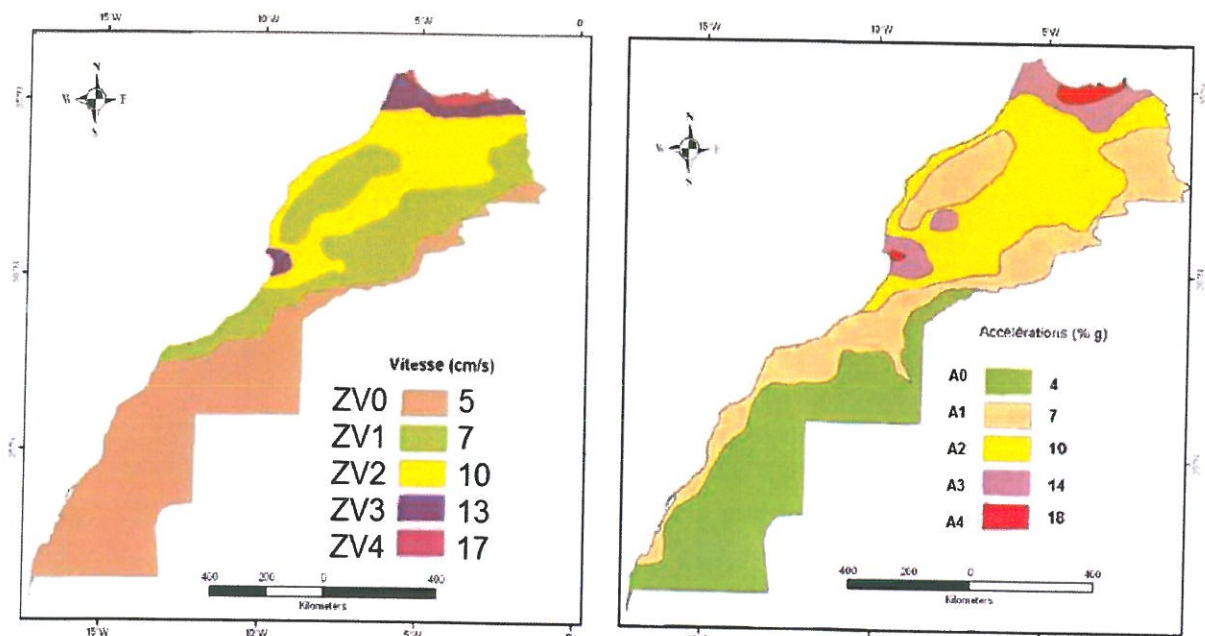 15°W 10°W 5°W 0
N
W E
S
Vitesse (cm/s)
ZV0 5
ZV1 7
ZV2 10
ZV3 13
ZV4 17
400 200 0 400
Kilometers
15°W 10°W 5°W 0
15°W 10°W 5°W
N
W E
S
Accélérations (% g)
A0 4
A1 7
A2 10
A3 14
A4 18
400 200 0 400
Kilometers